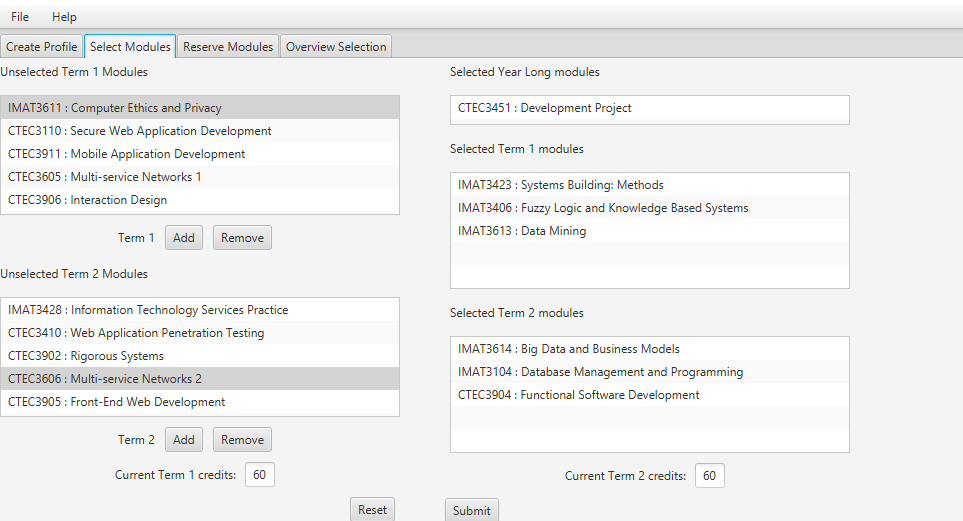 File Help
Create Profile Select Modules Reserve Modules Overview Selection
Unselected Term 1 Modules
IMAT3611 : Computer Ethics and Privacy
CTEC3110 : Secure Web Application Development
CTEC3911 : Mobile Application Development
CTEC3605 : Multi-service Networks 1
CTEC3906 : Interaction Design
Term 1 Add Remove
Unselected Term 2 Modules
IMAT3428 : Information Technology Services Practice
CTEC3410 : Web Application Penetration Testing
CTEC3902 : Rigorous Systems
CTEC3606 : Multi-service Networks 2
CTEC3905 : Front-End Web Development
Term 2 Add Remove
Current Term 1 credits: 60
Selected Year Long modules
CTEC3451 : Development Project
Selected Term 1 modules
IMAT3423 : Systems Building: Methods
IMAT3406 : Fuzzy Logic and Knowledge Based Systems
IMAT3613 : Data Mining
Selected Term 2 modules
IMAT3614 : Big Data and Business Models
IMAT3104 : Database Management and Programming
CTEC3904 : Functional Software Development
Current Term 2 credits: 60
Reset Submit